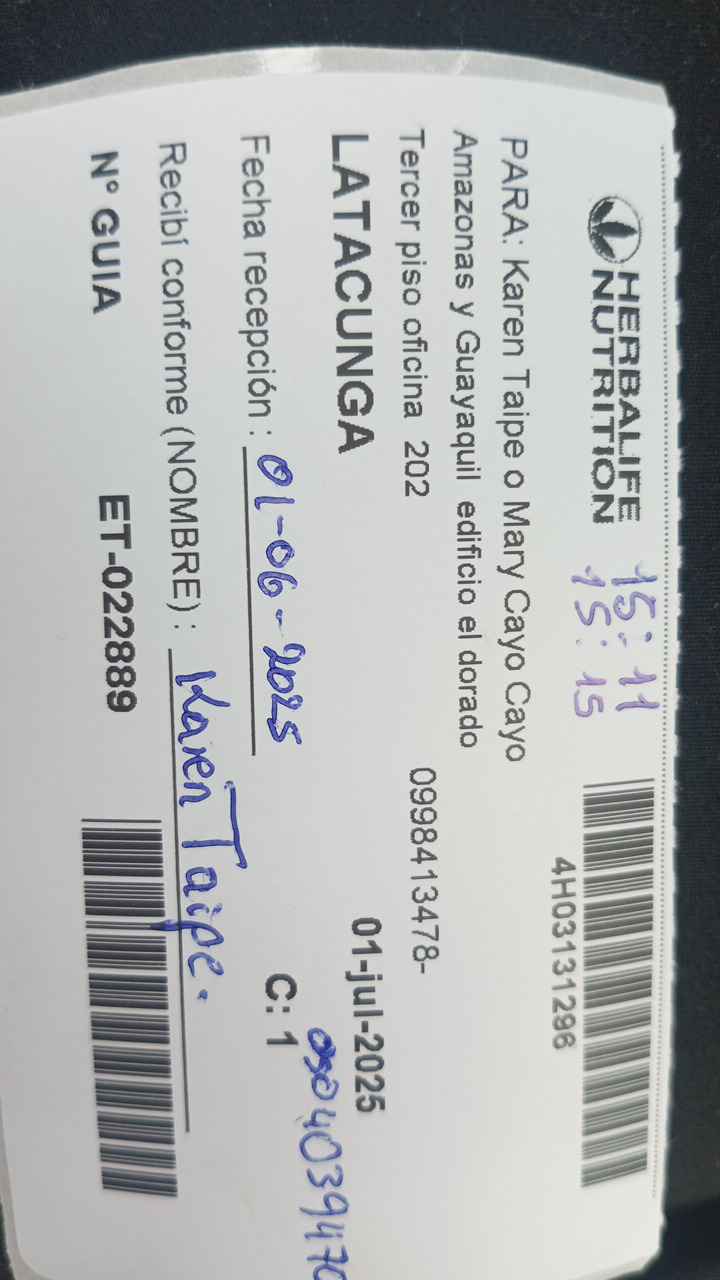 HERBALIFE
NUTRITION
15:11
15:15
4H03131296
PARA: Karen Taipe o Mary Cayo Cayo
Amazonas y Guayaquil edificio el dorado
Tercer piso oficina 202
0998413478-
LATACUNGA
01-jul-2025
Fecha recepción : 01-06-2025
C: 1
0504039470
Recibí conforme (NOMBRE) : Karen Taipe.
N° GUIA
ET-022889